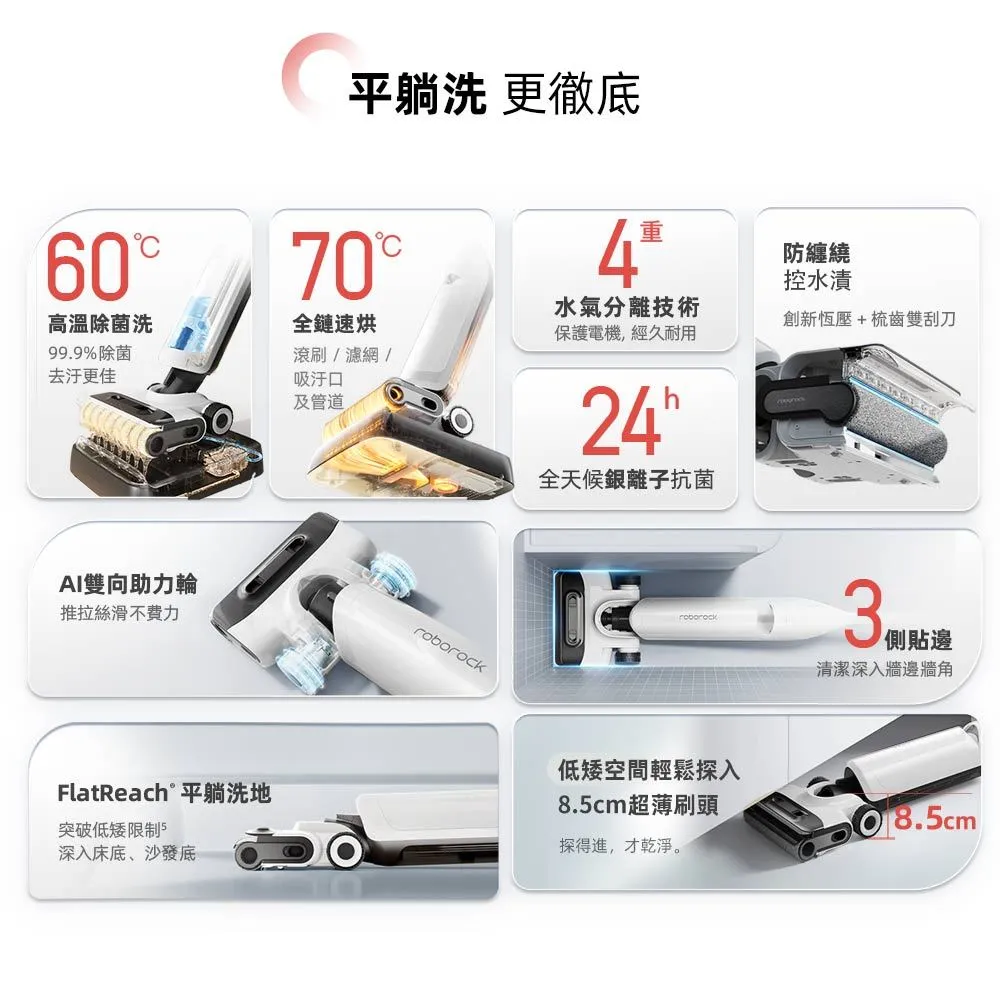 平躺洗 更徹底
60℃
高溫除菌洗
99.9%除菌
去汙更佳
70℃
全鏈速烘
滾刷 / 濾網 /
吸汙口
及管道
4重
水氣分離技術
保護電機, 經久耐用
24h
全天候銀離子抗菌
防纏繞
控水漬
創新恆壓 + 梳齒雙刮刀
roborock
AI雙向助力輪
推拉絲滑不費力
roborock
roborock
3側貼邊
清潔深入牆邊牆角
FlatReach® 平躺洗地
突破低矮限制⁵
深入床底、沙發底
低矮空間輕鬆探入
8.5cm超薄刷頭
探得進，才乾淨。
8.5cm